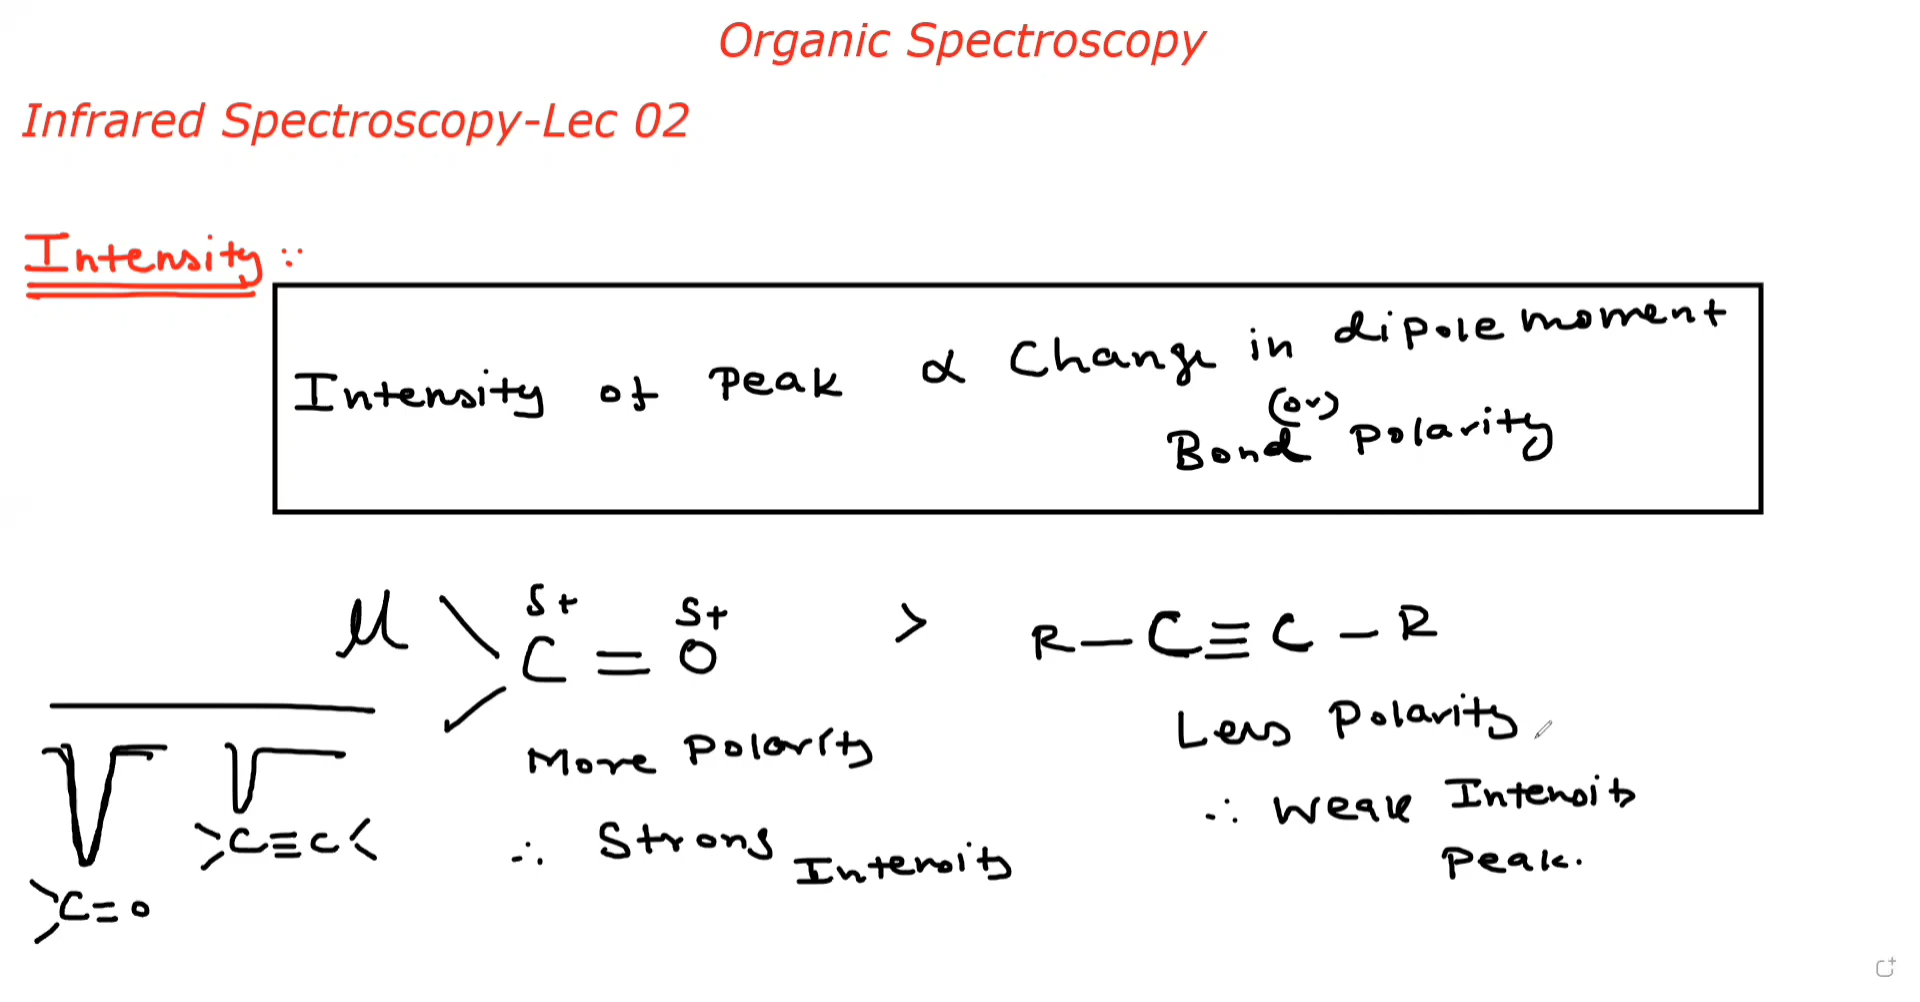 Organic Spectroscopy
Infrared Spectroscopy-Lec 02
Intensity :
Intensity of Peak ∝ Change in dipole moment
(or)
Bond Polarity
μ
δ+ δ+
C = O > R—C≡C—R
More Polarity
Less Polarity
∴ Strong Intensity
∴ Weak Intensity
Peak.
C≡C
C=O